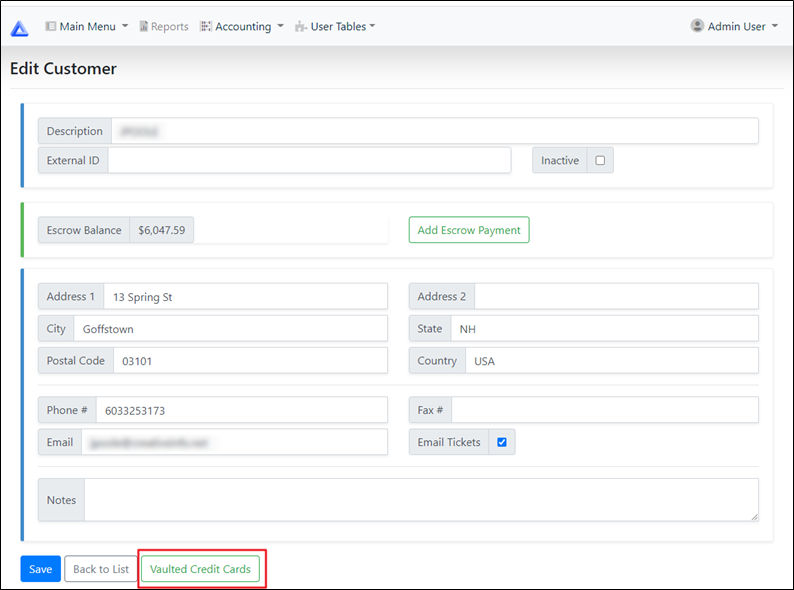 Main Menu Reports Accounting User Tables Admin User
Edit Customer
Description
External ID Inactive
Escrow Balance $6,047.59 Add Escrow Payment
Address 1 13 Spring St Address 2
City Goffstown State NH
Postal Code 03101 Country USA
Phone # 6033253173 Fax #
Email Email Tickets
Notes
Save Back to List Vaulted Credit Cards